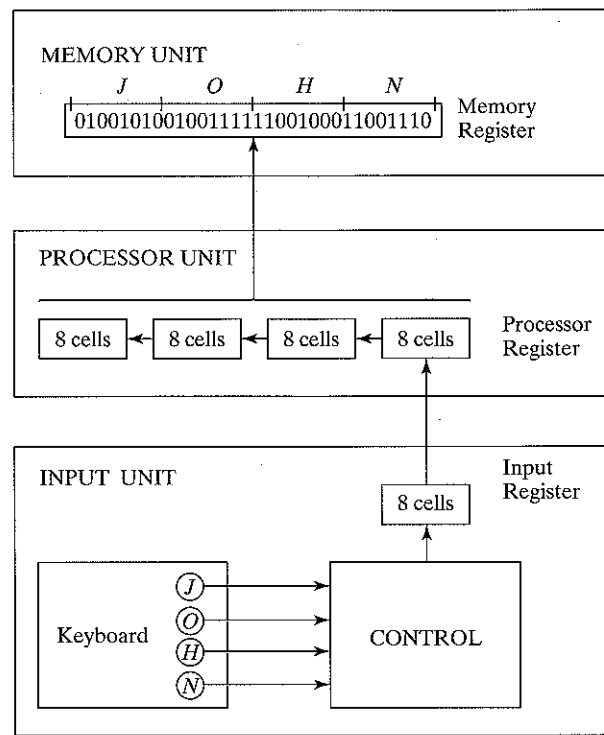 MEMORY UNIT
J O H N
01001010010011111100100011001110
Memory
Register
PROCESSOR UNIT
8 cells 8 cells 8 cells 8 cells
Processor
Register
INPUT UNIT
Input
Register
8 cells
J
O
Keyboard
CONTROL
H
N